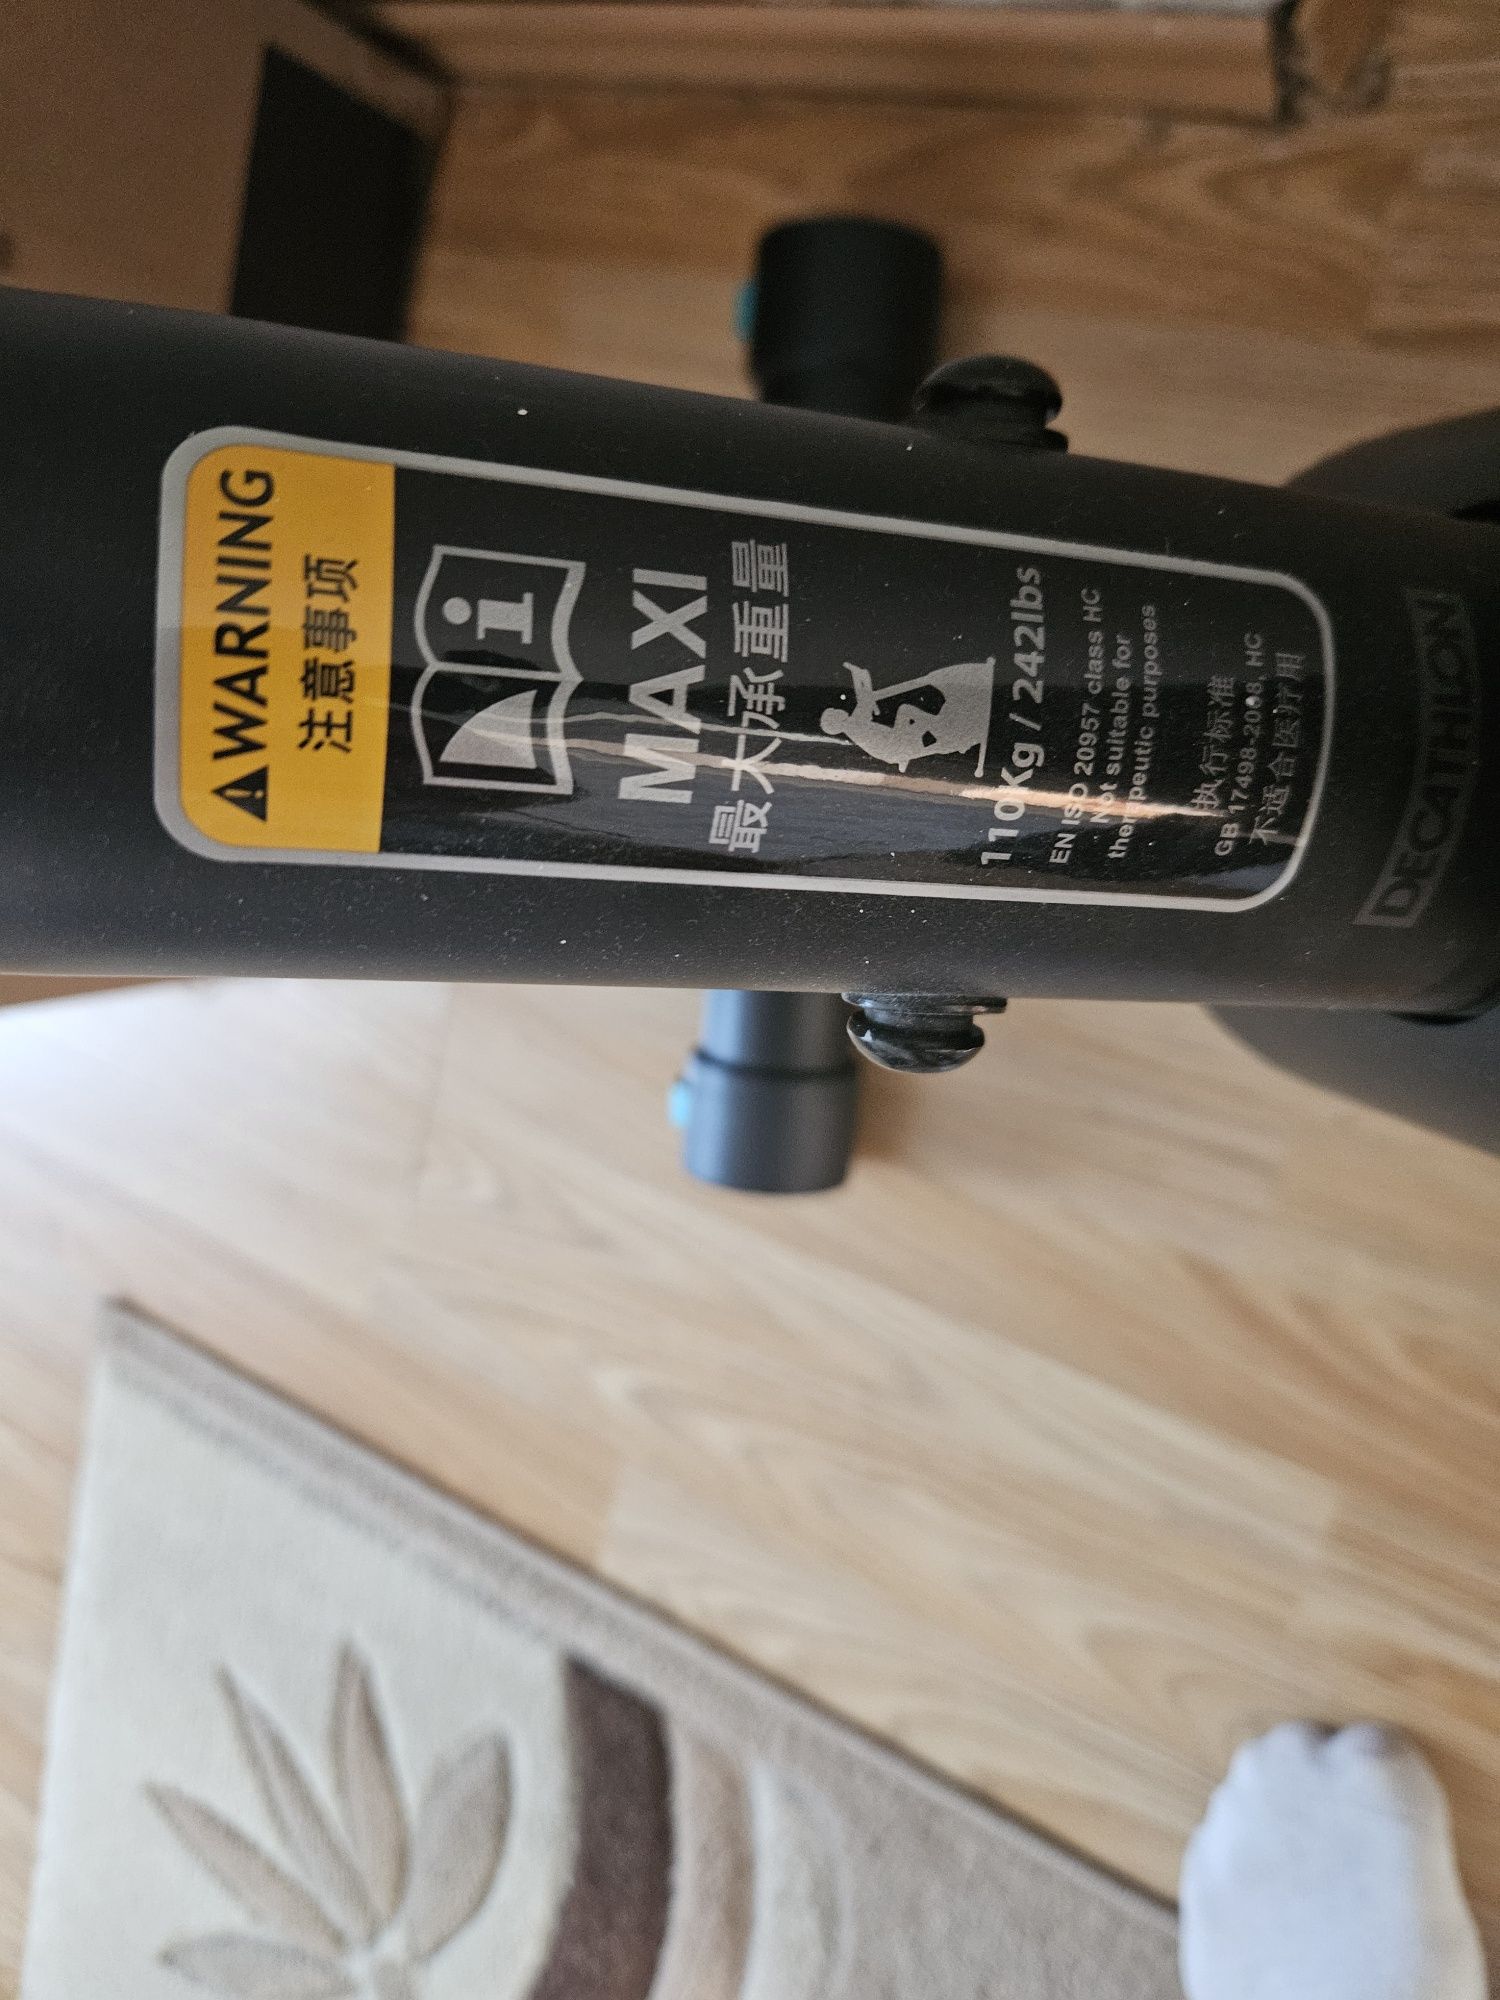 WARNING
注意事项
i
MAXI
最大承重量
110Kg / 242lbs
EN ISO 20957 class HC
Not suitable for
therapeutic purposes
执行标准
GB 17498-2008, HC
不适合医疗用
DECATHLON